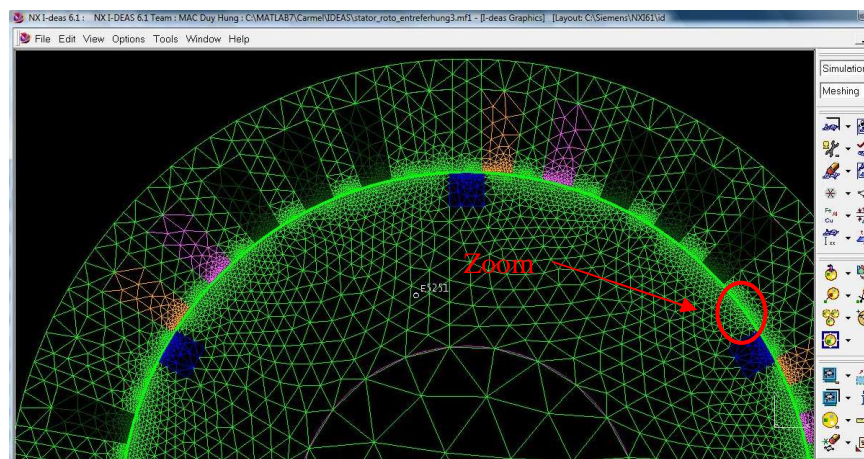 NX I-deas 6.1 : NX I-DEAS 6.1 Team : MAC Duy Hung : C:\MATLAB7\Carmel\IDEAS\stator_roto_entreferhung3.mf1 - [I-deas Graphics] [Layout: C:\Siemens\NXI61\id
File Edit View Options Tools Window Help
Simulation
Meshing
Zoom
E5251